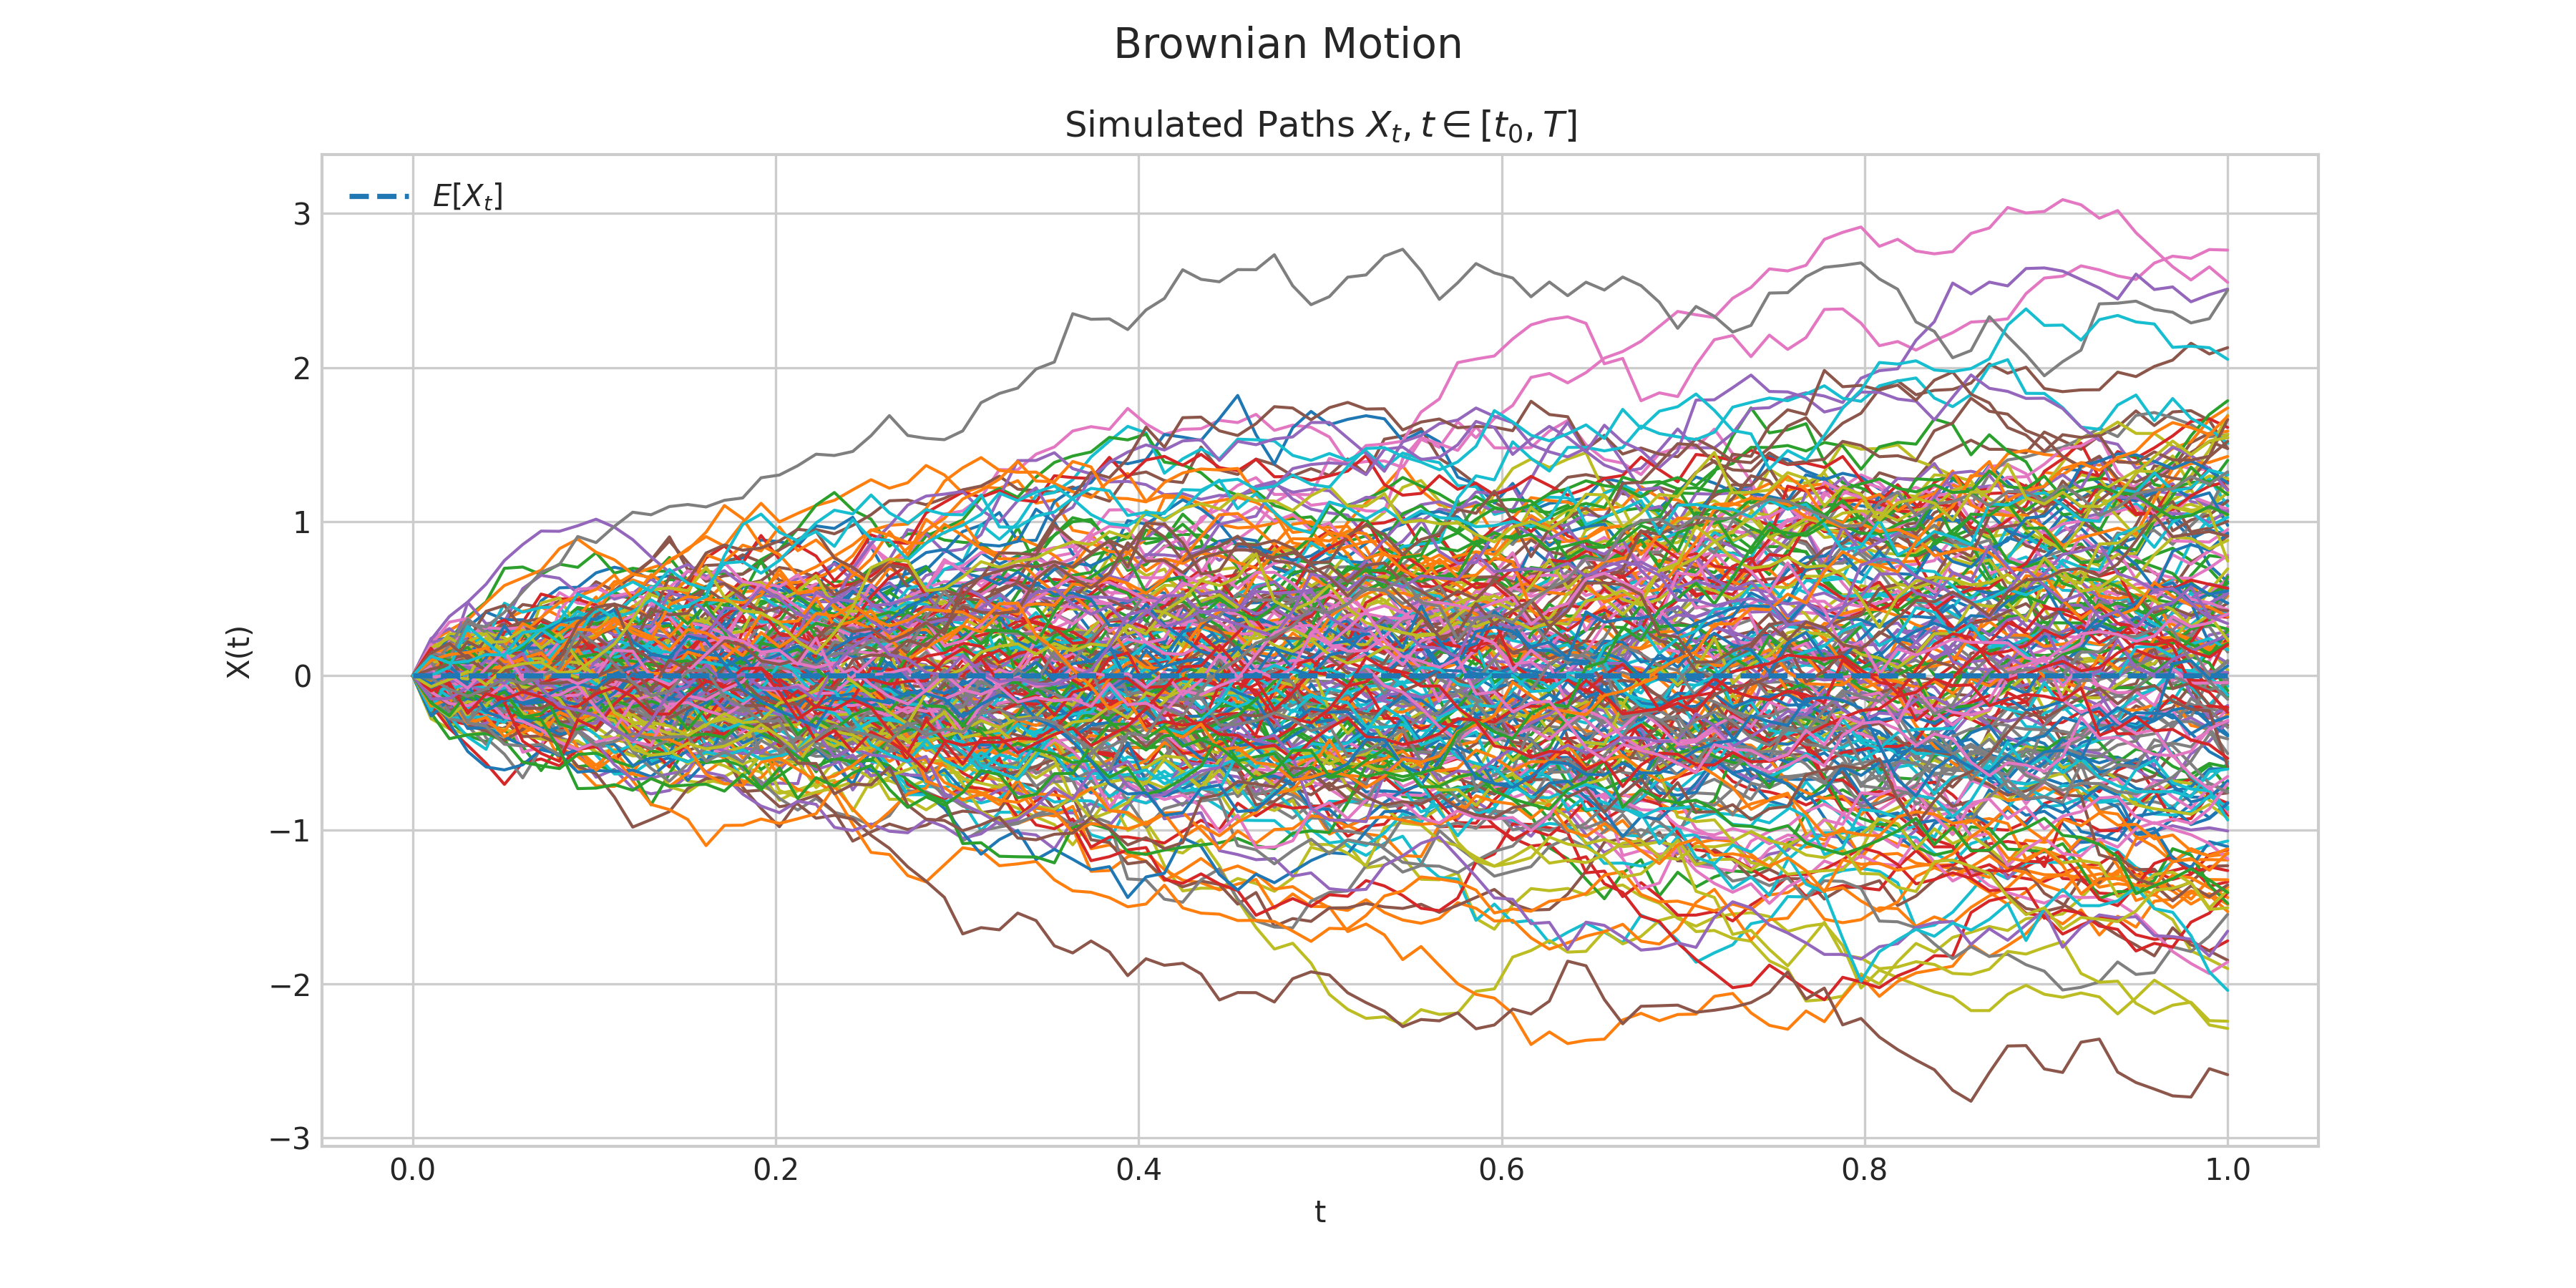 Brownian Motion
Simulated Paths $X_t, t \in [t_0, T]$
$E[X_t]$
3
2
1
0
−1
−2
−3
X(t)
0.0 0.2 0.4 0.6 0.8 1.0
t